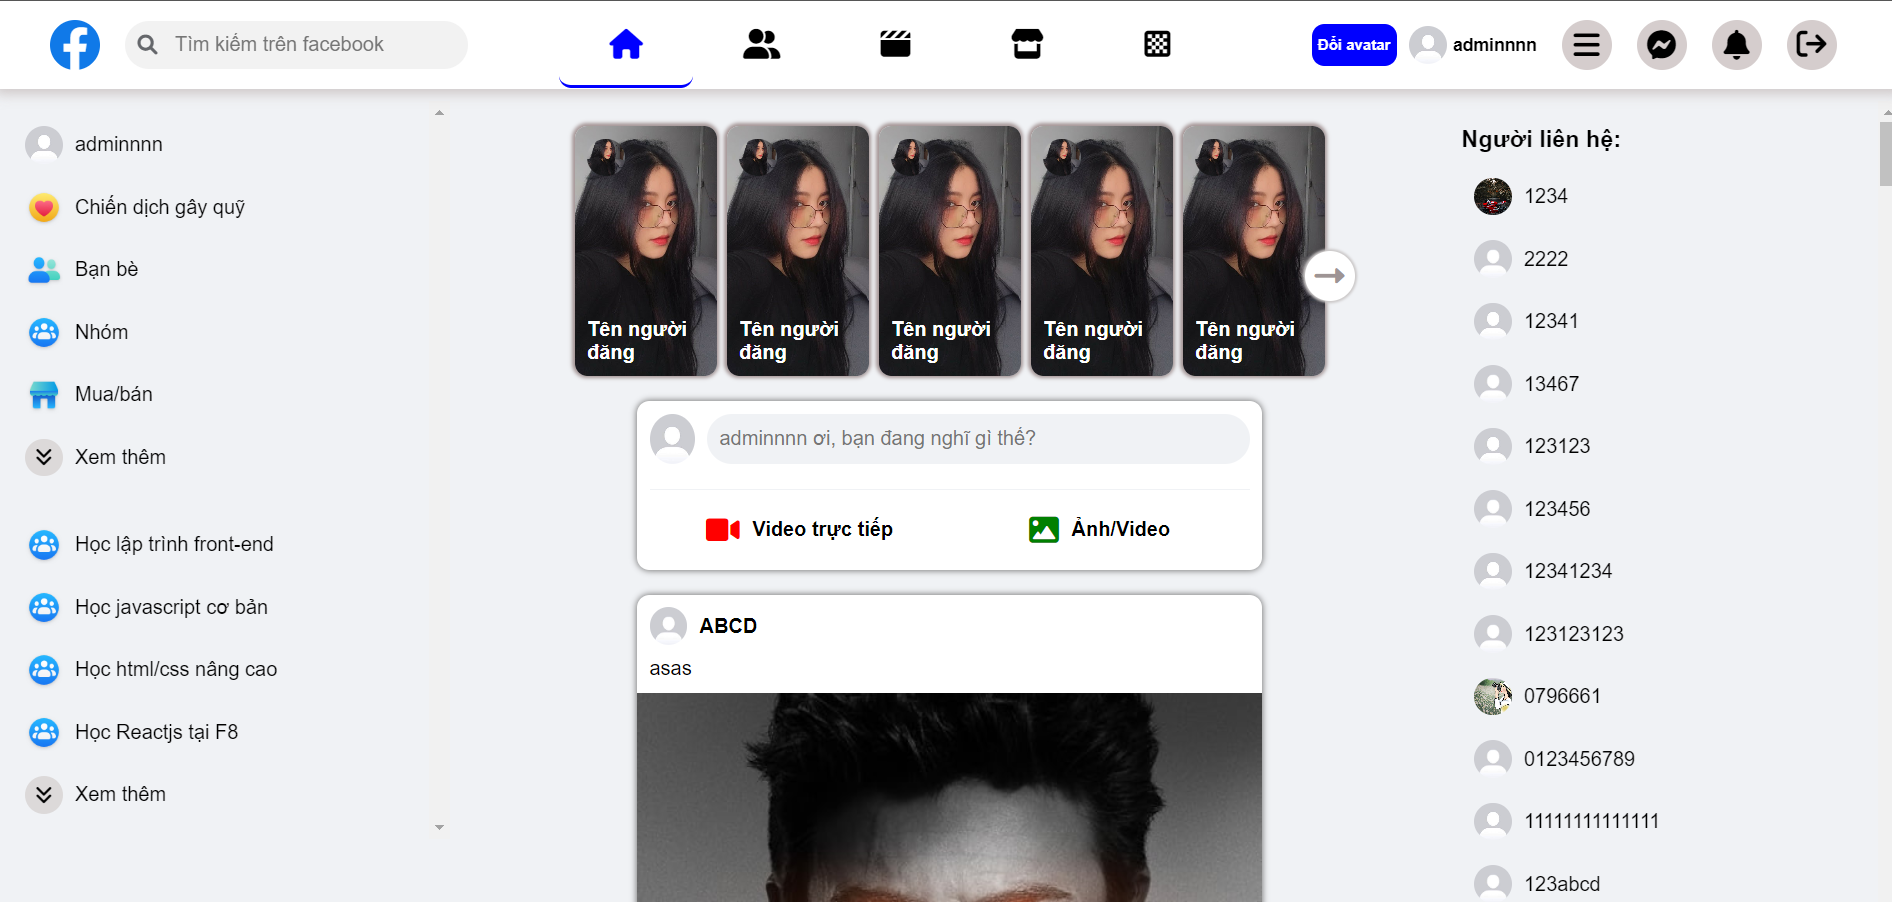 Tìm kiếm trên facebook
Đổi avatar
adminnnn
adminnnn
Chiến dịch gây quỹ
Bạn bè
Nhóm
Mua/bán
Xem thêm
Học lập trình front-end
Học javascript cơ bản
Học html/css nâng cao
Học Reactjs tại F8
Xem thêm
Tên người
đăng
Tên người
đăng
Tên người
đăng
Tên người
đăng
Tên người
đăng
adminnnn ơi, bạn đang nghĩ gì thế?
Video trực tiếp
Ảnh/Video
ABCD
asas
Người liên hệ:
1234
2222
12341
13467
123123
123456
12341234
123123123
0796661
0123456789
11111111111111
123abcd